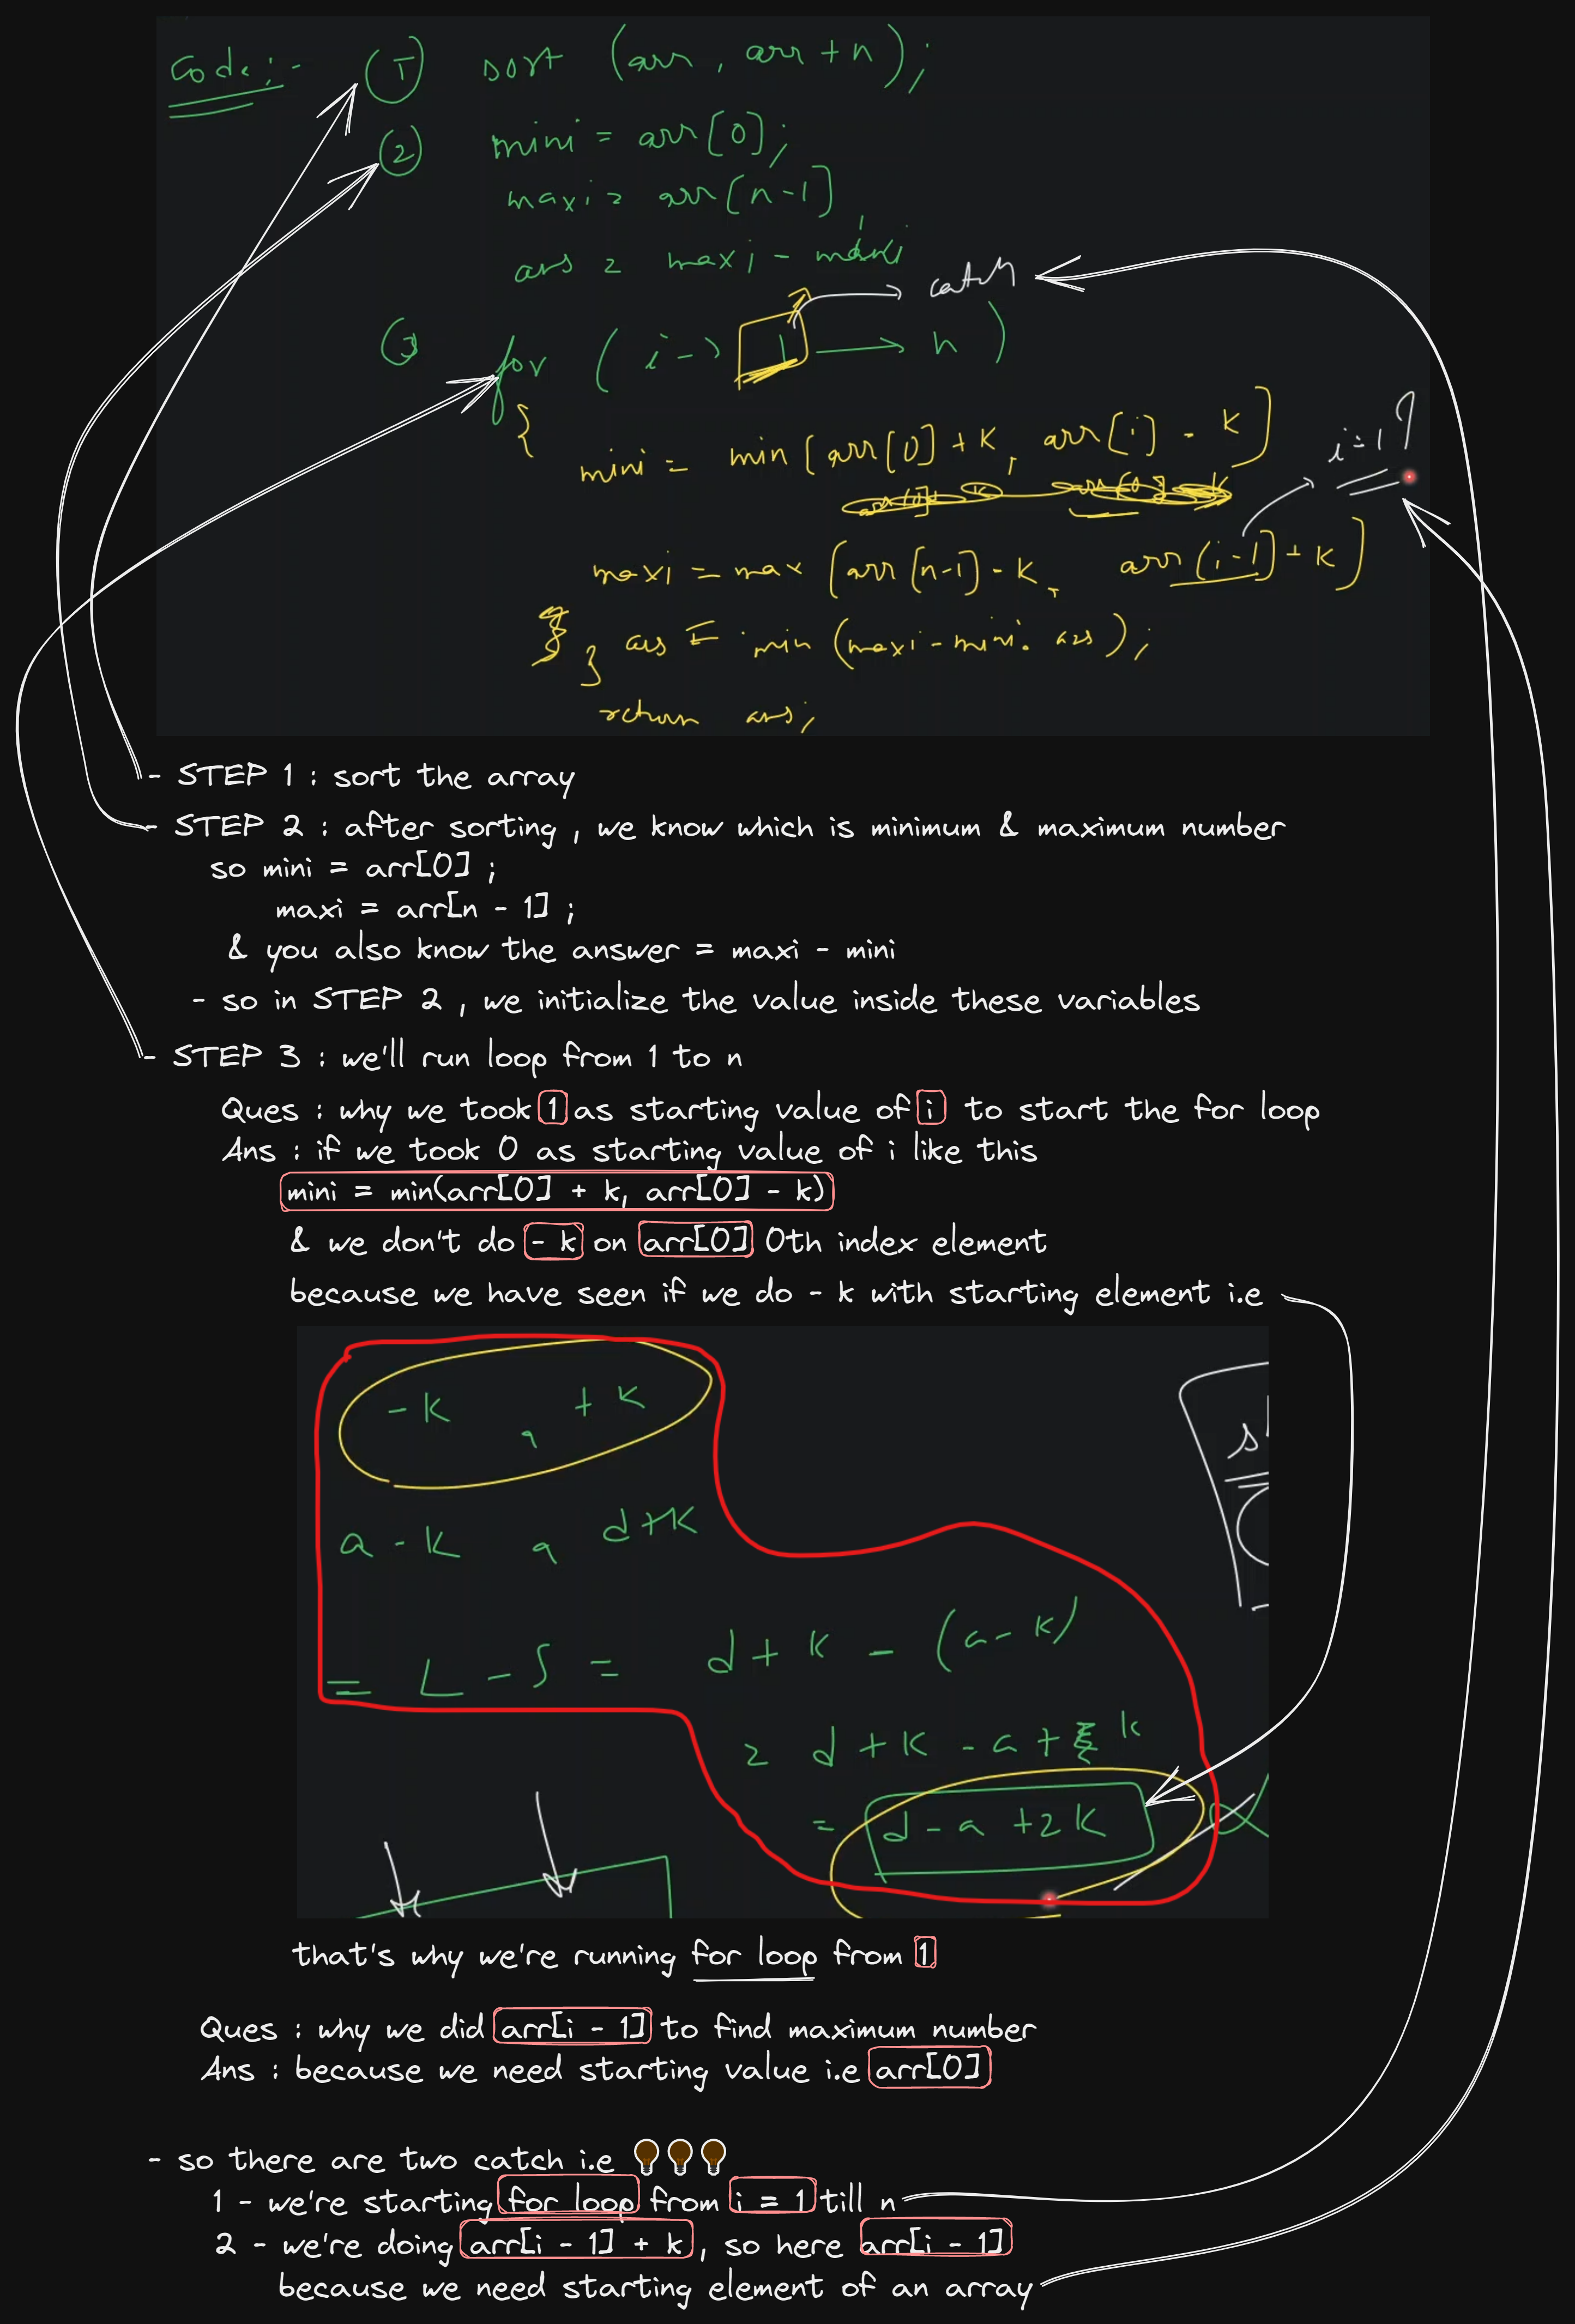 Code :- ① sort (arr, arr + n);
② mini = arr[0];
maxi = arr[n-1]
ans = maxi - mini
catch
③ for ( i -> 1 → n )
{
mini = min [arr[0] + K, arr[i] - K]
i = 1 ?
maxi = max [arr[n-1] - K, arr[i-1] + K]
} ans = min (maxi - mini, ans);
return ans;
- STEP 1 : sort the array
- STEP 2 : after sorting , we know which is minimum & maximum number
so mini = arr[0] ;
maxi = arr[n - 1] ;
& you also know the answer = maxi - mini
- so in STEP 2 , we initialize the value inside these variables
- STEP 3 : we'll run loop from 1 to n
Ques : why we took 1 as starting value of i to start the for loop
Ans : if we took 0 as starting value of i like this
mini = min(arr[0] + k, arr[0] - k)
& we don't do - k on arr[0] 0th index element
because we have seen if we do - k with starting element i.e
-K , +K
a - K , d+K
= L - S = d + K - (a - K)
= d + K - a + K
= d - a + 2K
that's why we're running for loop from 1
Ques : why we did arr[i - 1] to find maximum number
Ans : because we need starting value i.e arr[0]
- so there are two catch i.e 💡💡💡
1 - we're starting for loop from i = 1 till n
2 - we're doing arr[i - 1] + k , so here arr[i - 1]
because we need starting element of an array